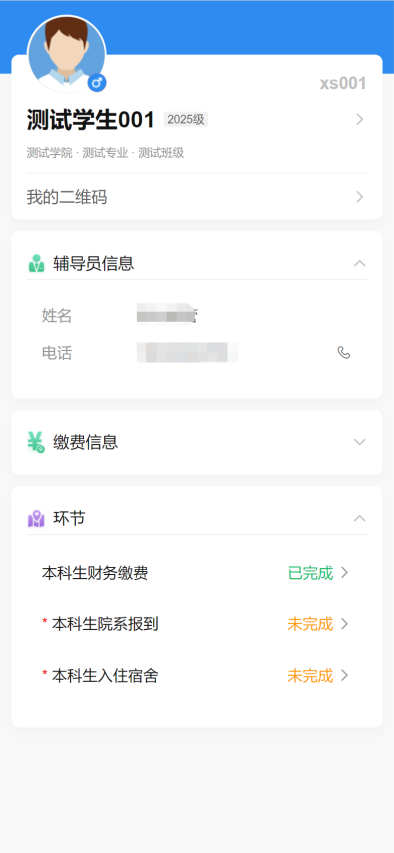 xs001
测试学生001 2025级
测试学院 · 测试专业 · 测试班级
我的二维码
辅导员信息
姓名
电话
缴费信息
环节
本科生财务缴费 已完成
* 本科生院系报到 未完成
* 本科生入住宿舍 未完成